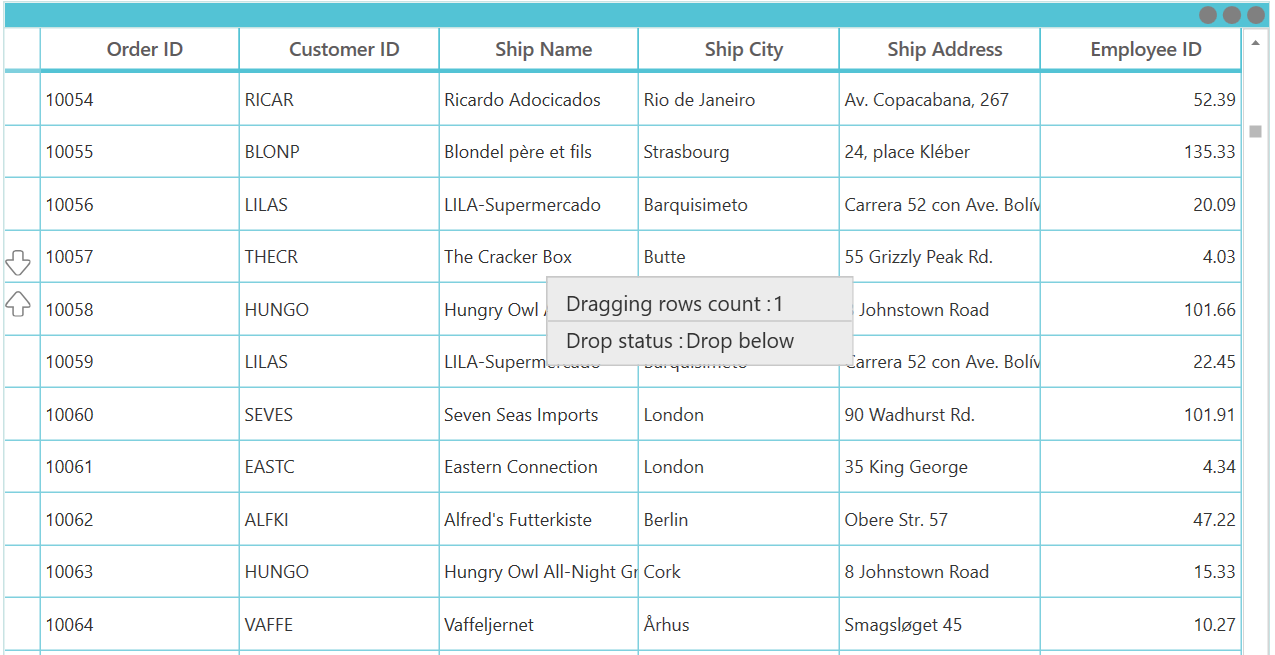 Order ID Customer ID Ship Name Ship City Ship Address Employee ID
10054 RICAR Ricardo Adocicados Rio de Janeiro Av. Copacabana, 267 52.39
10055 BLONP Blondel père et fils Strasbourg 24, place Kléber 135.33
10056 LILAS LILA-Supermercado Barquisimeto Carrera 52 con Ave. Bolív 20.09
10057 THECR The Cracker Box Butte 55 Grizzly Peak Rd. 4.03
10058 HUNGO Hungry Owl Johnstown Road 101.66
Dragging rows count :1
Drop status :Drop below
10059 LILAS LILA-Supermercado Barquisimeto Carrera 52 con Ave. Bolív 22.45
10060 SEVES Seven Seas Imports London 90 Wadhurst Rd. 101.91
10061 EASTC Eastern Connection London 35 King George 4.34
10062 ALFKI Alfred's Futterkiste Berlin Obere Str. 57 47.22
10063 HUNGO Hungry Owl All-Night Gr Cork 8 Johnstown Road 15.33
10064 VAFFE Vaffeljernet Århus Smagsløget 45 10.27